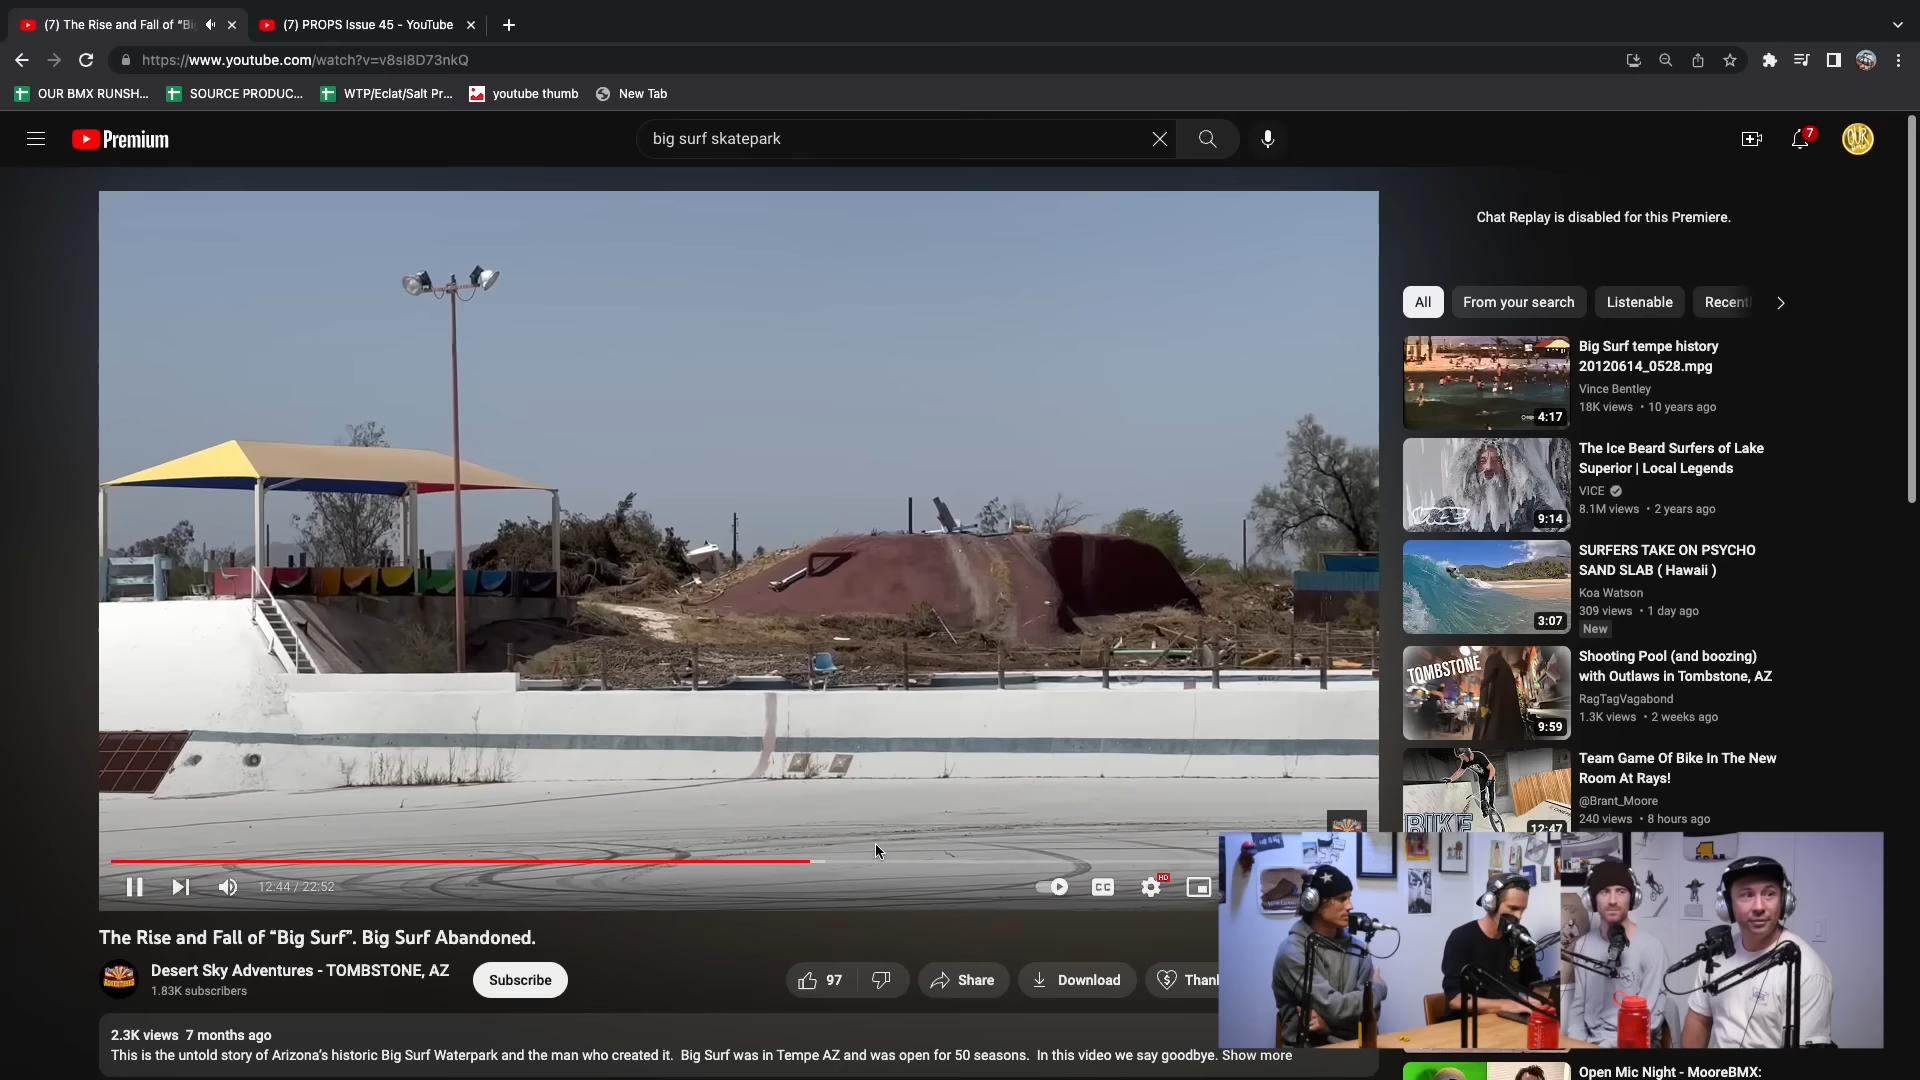 (7) The Rise and Fall of “Bi
(7) PROPS Issue 45 - YouTube
https://www.youtube.com/watch?v=v8sl8D73nkQ
OUR BMX RUNSH...
SOURCE PRODUC...
WTP/Eclat/Salt Pr...
youtube thumb
New Tab
Premium
big surf skatepark
7
OUR
Chat Replay is disabled for this Premiere.
All
From your search
Listenable
Recent
Big Surf tempe history
20120614_0528.mpg
Vince Bentley
18K views • 10 years ago
4:17
The Ice Beard Surfers of Lake
Superior | Local Legends
VICE
8.1M views • 2 years ago
VICE
9:14
SURFERS TAKE ON PSYCHO
SAND SLAB ( Hawaii )
Koa Watson
309 views • 1 day ago
New
3:07
TOMBSTONE
Shooting Pool (and boozing)
with Outlaws in Tombstone, AZ
RagTagVagabond
1.3K views • 2 weeks ago
9:59
Team Game Of Bike In The New
Room At Rays!
@Brant_Moore
240 views • 8 hours ago
BIKE
12:47
12:44 / 22:52
CC
HD
The Rise and Fall of “Big Surf”. Big Surf Abandoned.
Desert Sky Adventures - TOMBSTONE, AZ
1.83K subscribers
Subscribe
97
Share
Download
Thank
2.3K views 7 months ago
This is the untold story of Arizona’s historic Big Surf Waterpark and the man who created it. Big Surf was in Tempe AZ and was open for 50 seasons. In this video we say goodbye. Show more
Open Mic Night - MooreBMX: